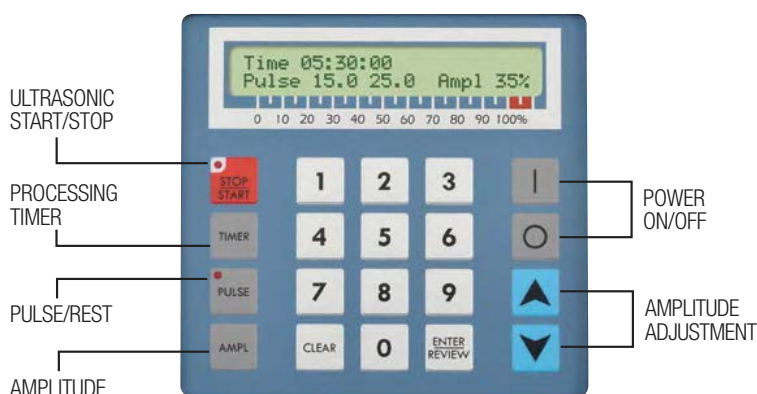 Time 05:30:00
Pulse 15.0 25.0 Ampl 35%
0 10 20 30 40 50 60 70 80 90 100%
ULTRASONIC
START/STOP
PROCESSING
TIMER
PULSE/REST
AMPLITUDE
STOP
START
1 2 3
TIMER
4 5 6
PULSE
7 8 9
AMPL
CLEAR
0
ENTER
REVIEW
POWER
ON/OFF
AMPLITUDE
ADJUSTMENT